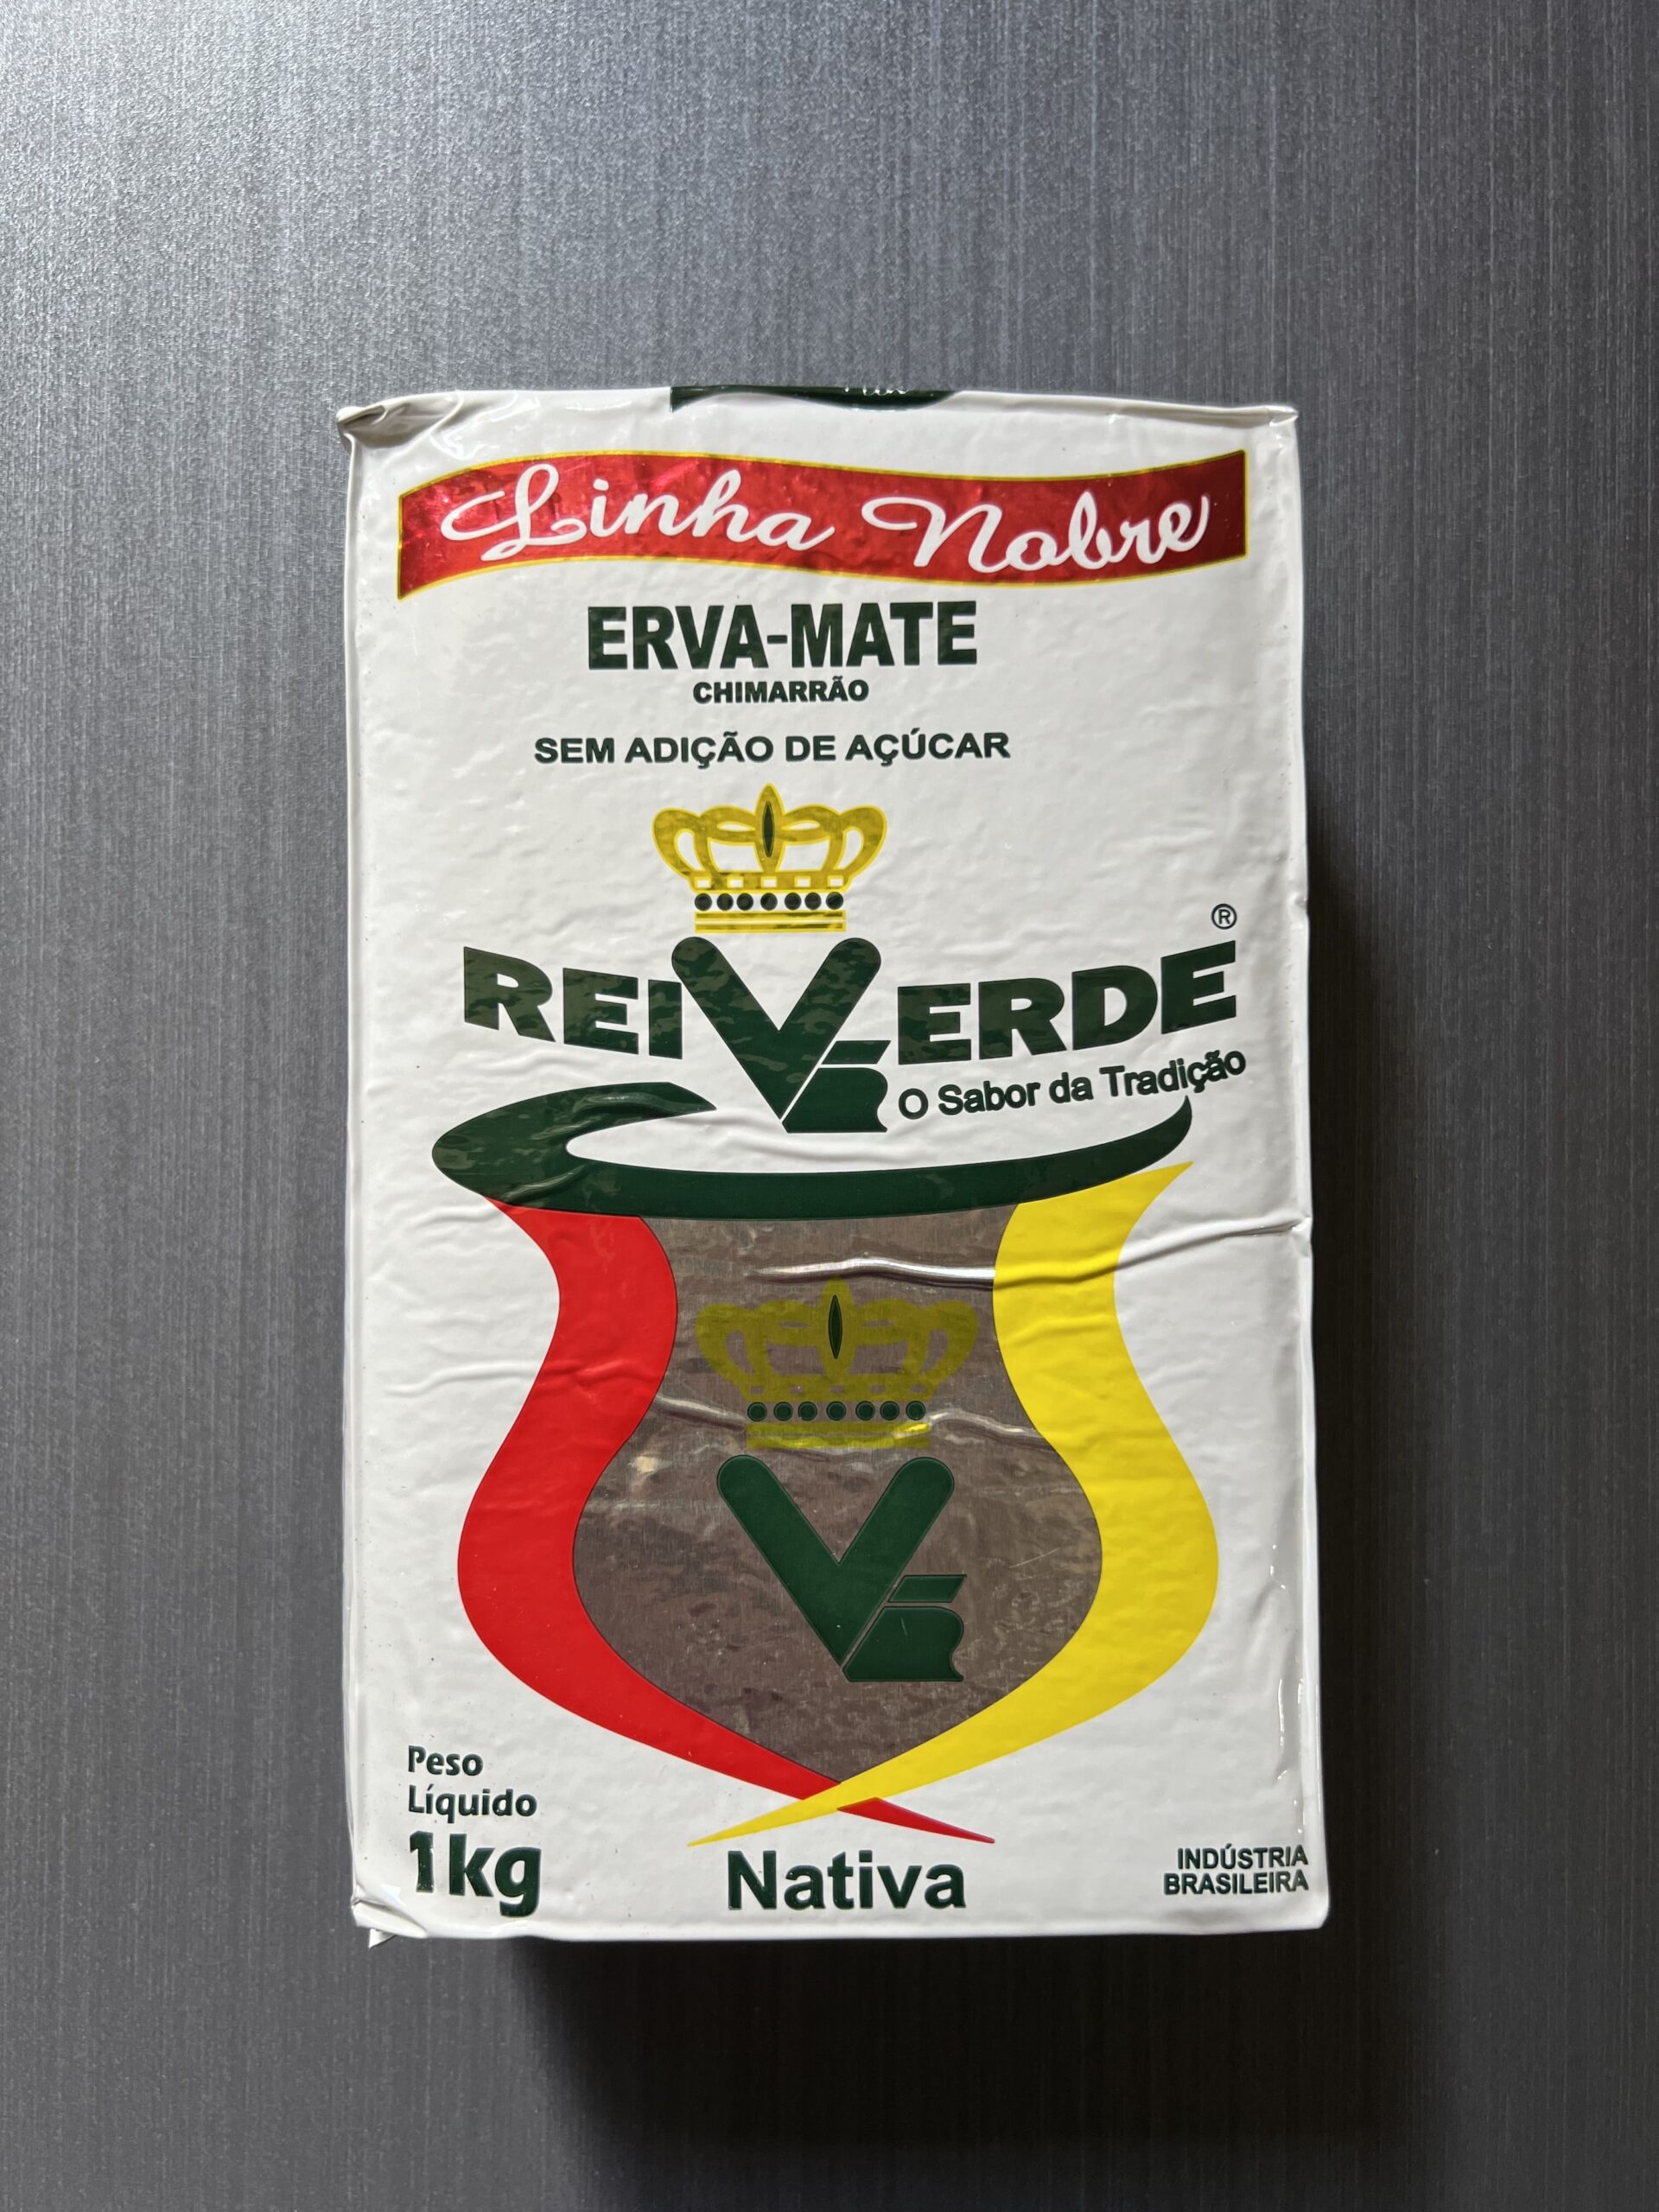 Linha Nobre
ERVA-MATE
CHIMARRÃO
SEM ADIÇÃO DE AÇÚCAR
®
REIVERDE
O Sabor da Tradição
Peso
Líquido
1kg
Nativa
INDÚSTRIA
BRASILEIRA